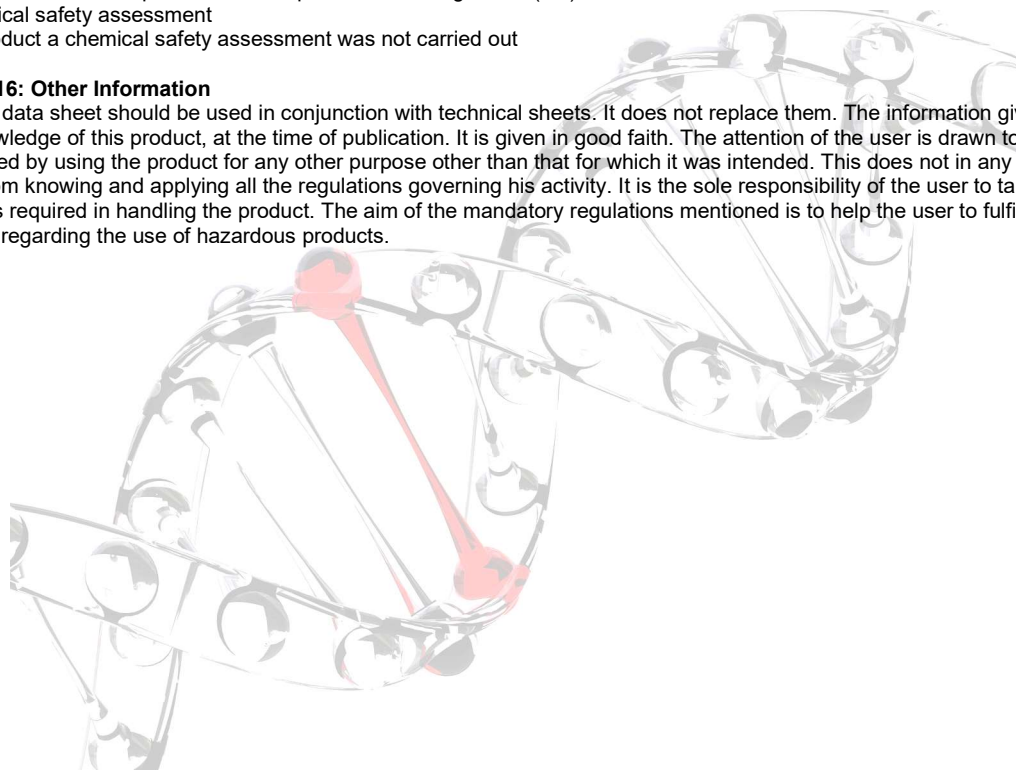 ical safety assessment
duct a chemical safety assessment was not carried out
16: Other Information
data sheet should be used in conjunction with technical sheets. It does not replace them. The information gi
wledge of this product, at the time of publication. It is given in good faith. The attention of the user is drawn to
ed by using the product for any other purpose other than that for which it was intended. This does not in any
m knowing and applying all the regulations governing his activity. It is the sole responsibility of the user to ta
s required in handling the product. The aim of the mandatory regulations mentioned is to help the user to fulfi
regarding the use of hazardous products.